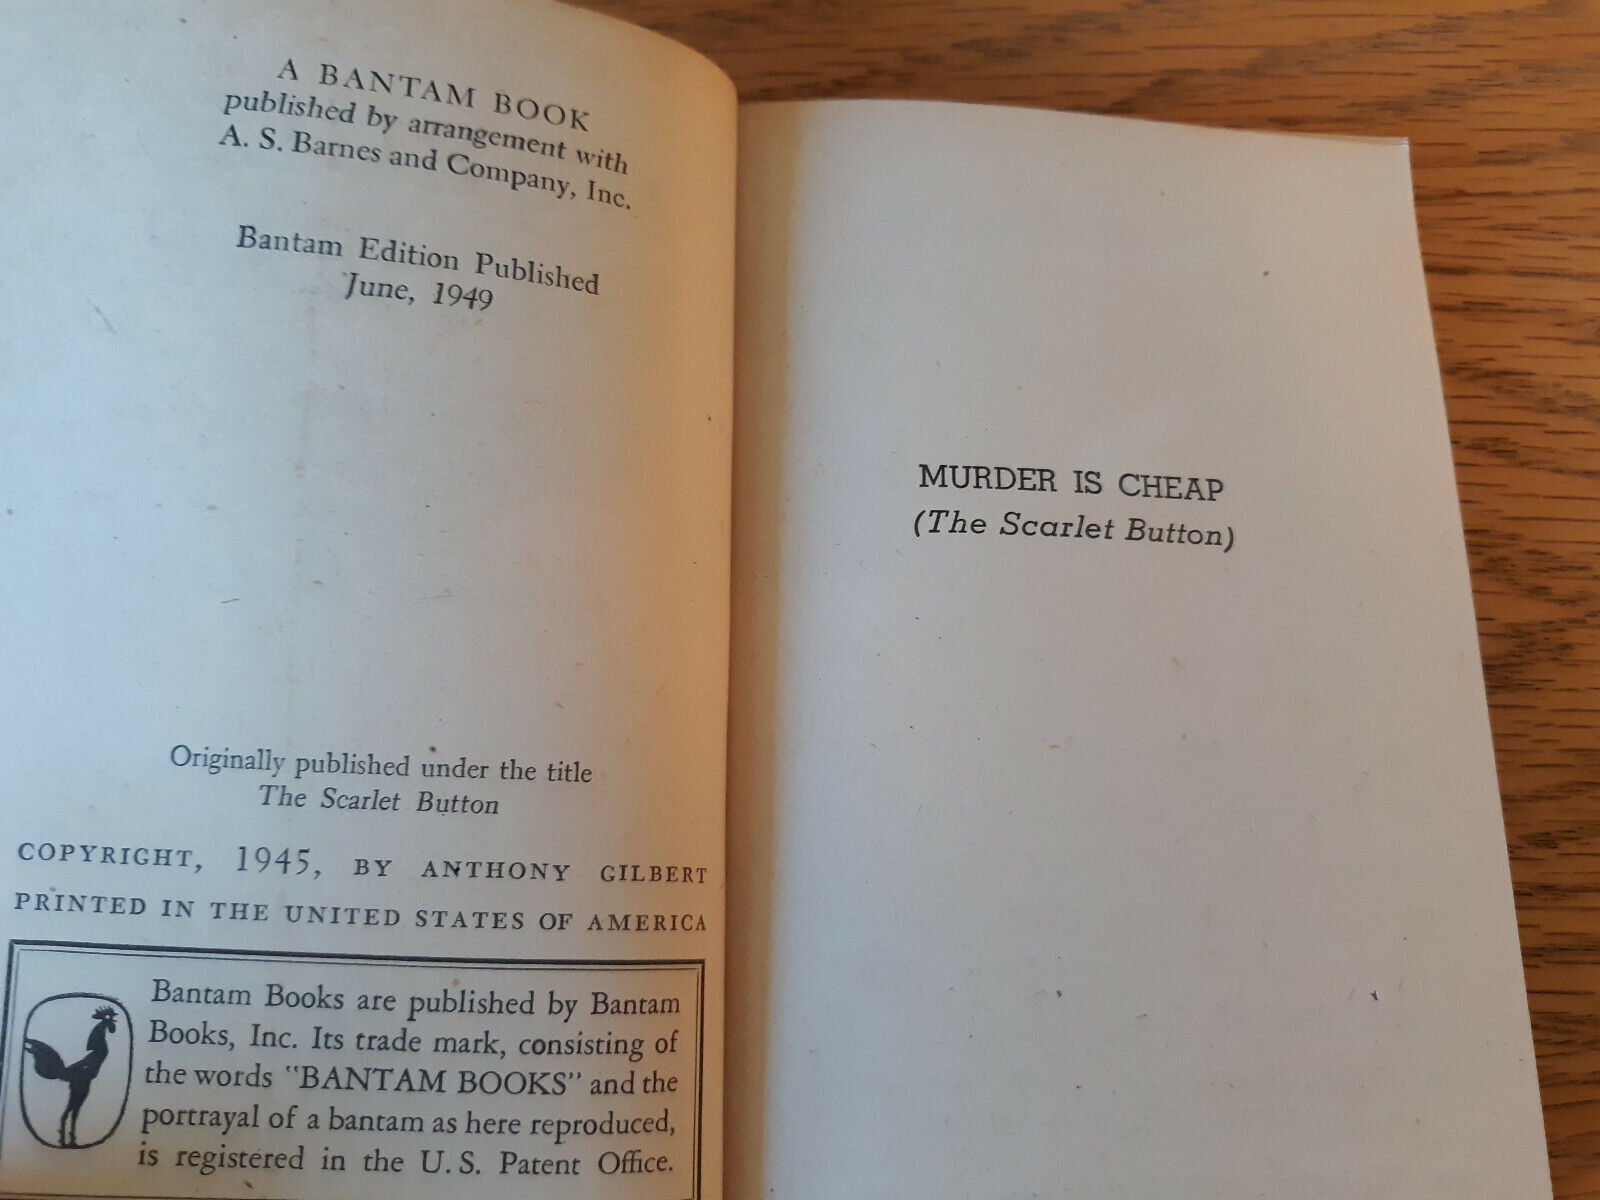 A BANTAM BOOK
published by arrangement with
A. S. Barnes and Company, Inc.
Bantam Edition Published
June, 1949
Originally published under the title
The Scarlet Button
COPYRIGHT, 1945, BY ANTHONY GILBERT
PRINTED IN THE UNITED STATES OF AMERICA
Bantam Books are published by Bantam
Books, Inc. Its trade mark, consisting of
the words "BANTAM BOOKS" and the
portrayal of a bantam as here reproduced,
is registered in the U. S. Patent Office.
MURDER IS CHEAP
(The Scarlet Button)